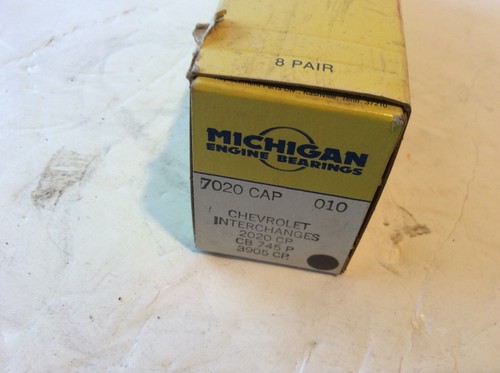 8 PAIR
MICHIGAN
ENGINE BEARINGS
7020 CAP 010
CHEVROLET
INTERCHANGES
2020 CP
CB 745 P
3905 CP